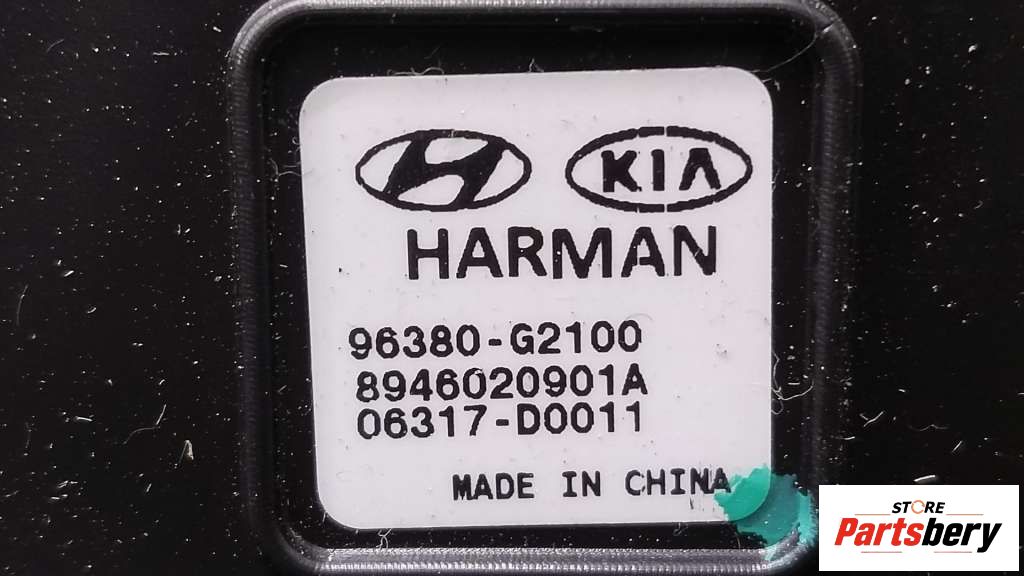 KIA
HARMAN
96380-G2100
8946020901A
06317-D0011
MADE IN CHINA
STORE
Partsbery